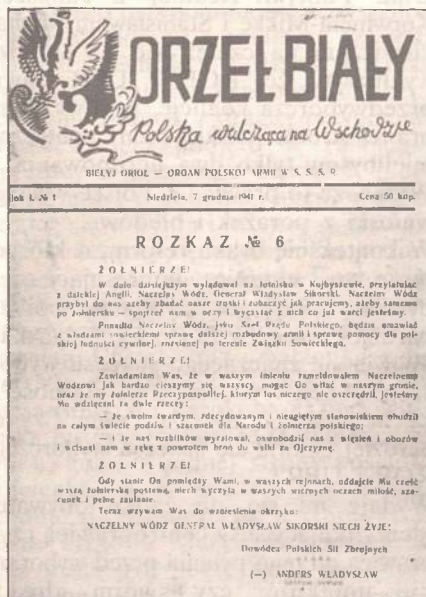 ORZEŁ BIAŁY
Polska walcząca na Wschodzie
BIEŁYJ ORIOŁ — ORGAN POLSKOJ ARMII W S. S. S. R.
Rok I. № 1 Niedziela, 7 grudnia 1941 r. Cena 50 kop.
ROZKAZ № 6
ŻOŁNIERZE!
W dniu dzisiejszym wylądował na lotnisku w Kujbyszewie, przylatując
z dalekiej Anglii, Naczelny Wódz, Generał Władysław Sikorski. Naczelny Wódz
przybył do nas ażeby zbadać nasze troski i zobaczyć jak pracujemy, ażeby samemu
po żołniersku — spojrzeć nam w oczy i wyczytać z nich co już warci jesteśmy.
Ponadto Naczelny Wódz, jako Szef Rządu Polskiego, będzie omawiać
z władzami sowieckiemi sprawę dalszej rozbudowy armii i sprawę pomocy dla pol-
skiej ludności cywilnej, rozsianej po terenie Związku Sowieckiego.
ŻOŁNIERZE!
Zawiadamiam Was, że w waszym imieniu zameldowałem Naczelnemu
Wodzowi jak bardzo cieszymy się wszyscy mogąc Go witać w naszym gronie,
oraz że my żołnierze Rzeczypospolitej, którym los niczego nie oszczędził, jesteśmy
Mu wdzięczni za dwie rzeczy:
— że swoim twardym, zdecydowanym i nieugiętym stanowiskiem obudził
na całym świecie podziw i szacunek dla Narodu i żołnierza polskiego;
— i że nas rozbitków wyratował, oswobodził nas z więzień i obozów
i wcisnął nam w rękę z powrotem broń do walki za Ojczyznę.
ŻOŁNIERZE!
Gdy stanie On pomiędzy Wami, w waszych rejonach, oddajcie Mu cześć
waszą żołnierską postawą, niech wyczyta w waszych wiernych oczach miłość, sza-
cunek i pełne zaufanie.
Teraz wzywam Was do wzniesienia okrzyku:
NACZELNY WÓDZ GENERAŁ WŁADYSŁAW SIKORSKI NIECH ŻYJE!
Dowódca Polskich Sił Zbrojnych
(—) ANDERS WŁADYSŁAW